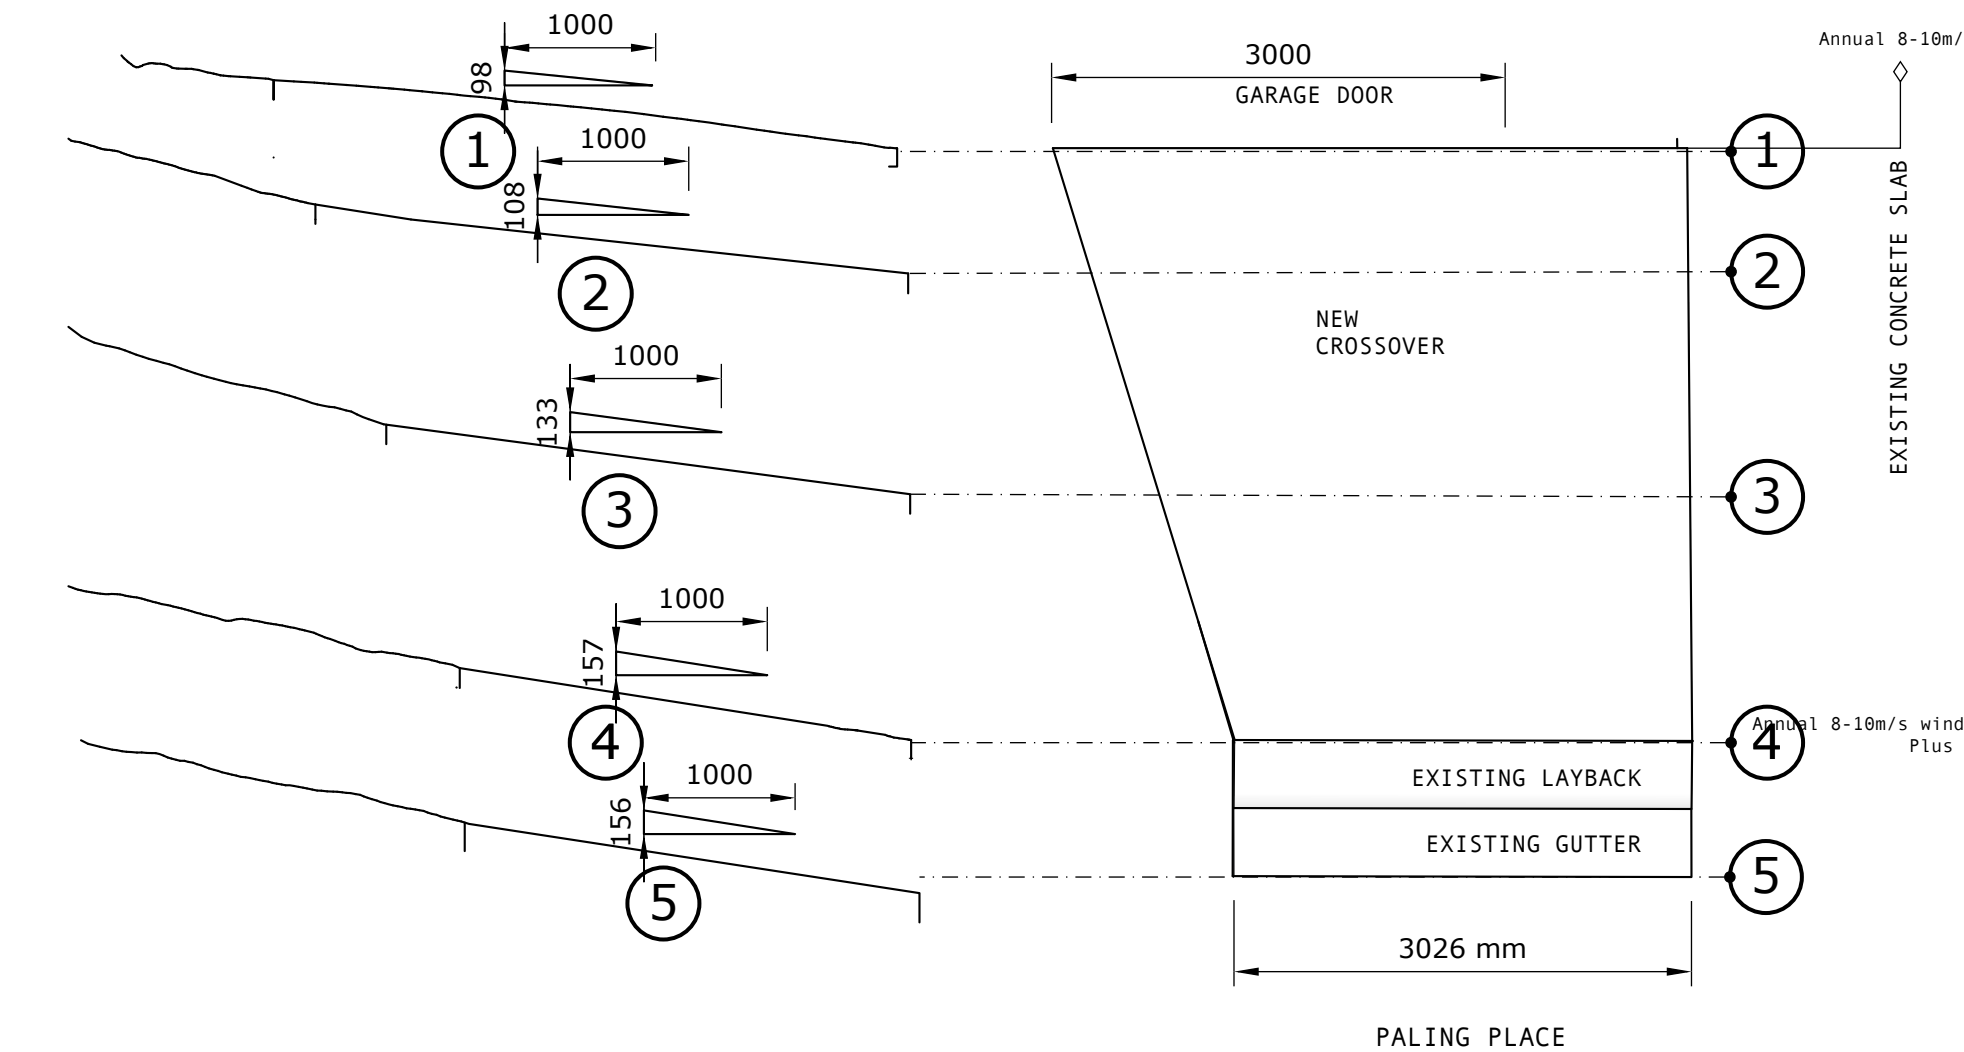 1000
98
1
1000
108
2
1000
133
3
1000
157
4
1000
156
5
3000
GARAGE DOOR
NEW
CROSSOVER
EXISTING LAYBACK
EXISTING GUTTER
3026 mm
PALING PLACE
Annual 8-10m/
1
2
EXISTING CONCRETE SLAB
3
4
Annual 8-10m/s wind
Plus
5